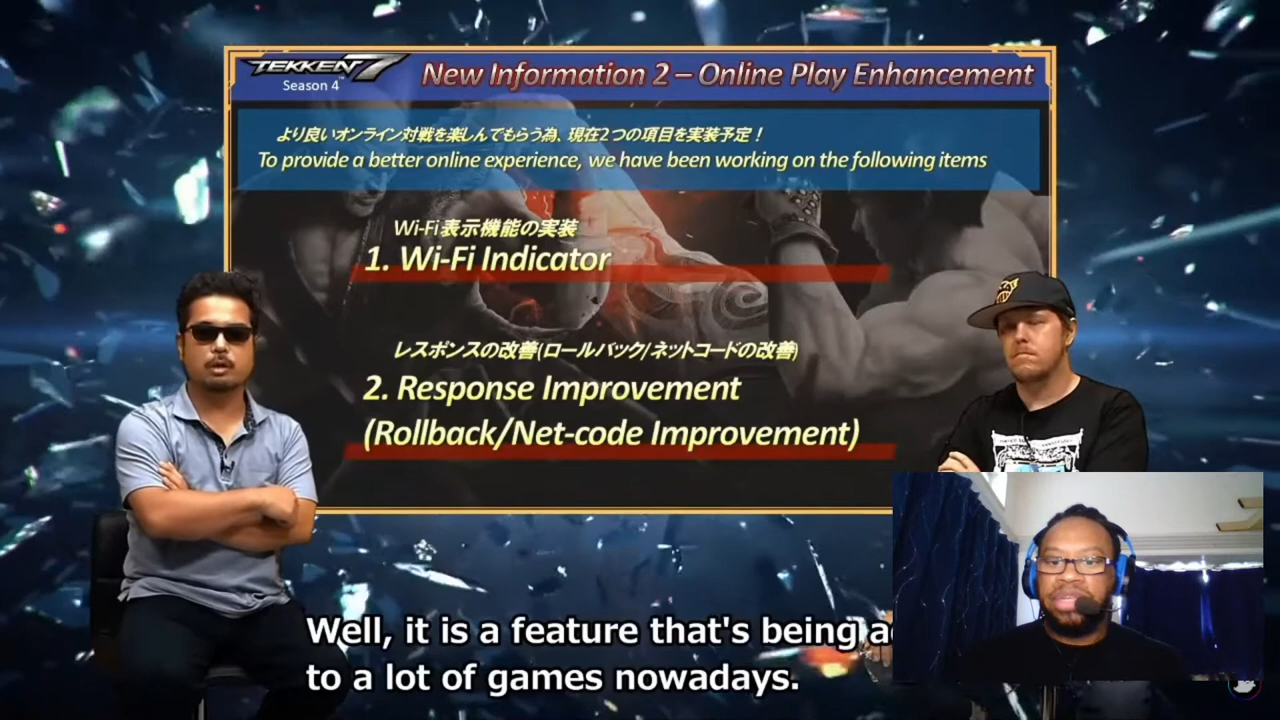 TEKKEN 7
Season 4
New Information 2 – Online Play Enhancement
より良いオンライン対戦を楽しんでもらう為、現在2つの項目を実装予定！
To provide a better online experience, we have been working on the following items
Wi-Fi表示機能の実装
1. Wi-Fi Indicator
レスポンスの改善(ロールバック/ネットコードの改善)
2. Response Improvement
(Rollback/Net-code Improvement)
Well, it is a feature that's being a
to a lot of games nowadays.